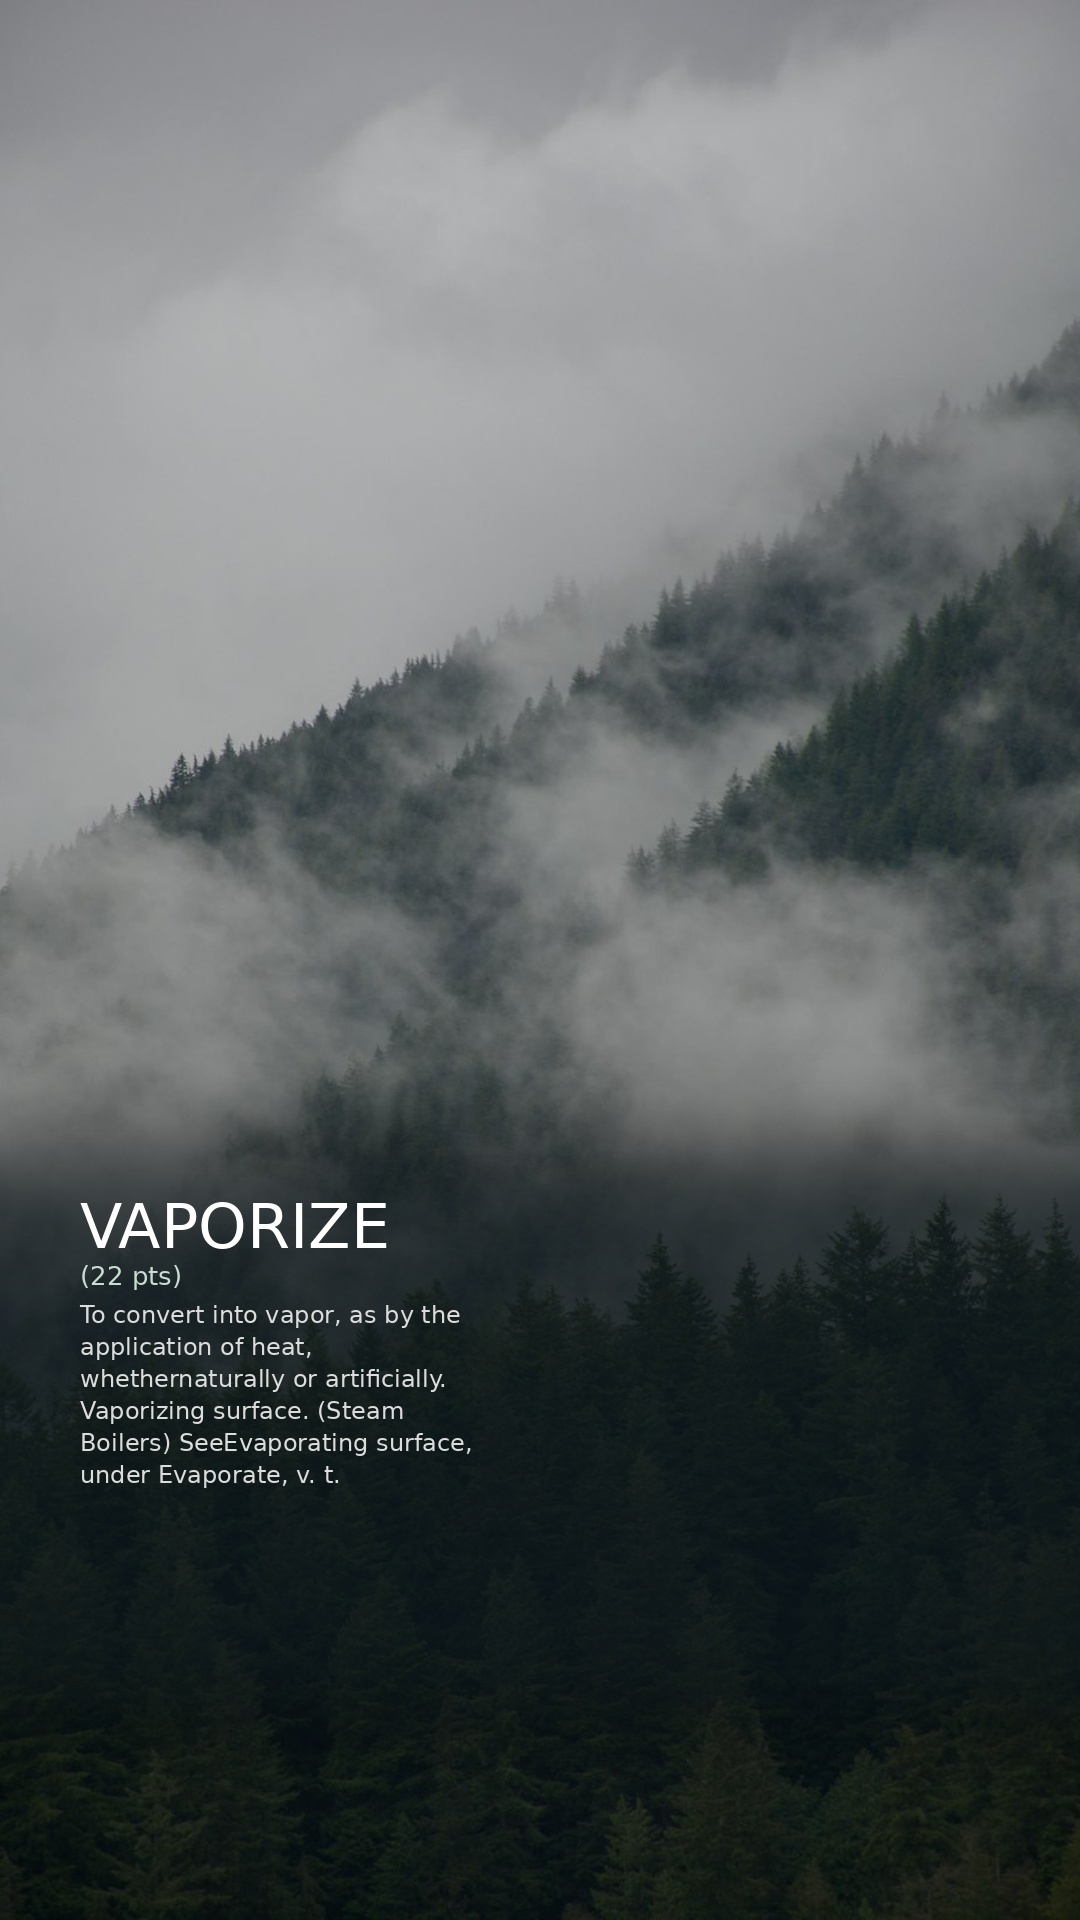 VAPORIZE
(22 pts)
To convert into vapor, as by the
application of heat,
whethernaturally or artificially.
Vaporizing surface. (Steam
Boilers) SeeEvaporating surface,
under Evaporate, v. t.